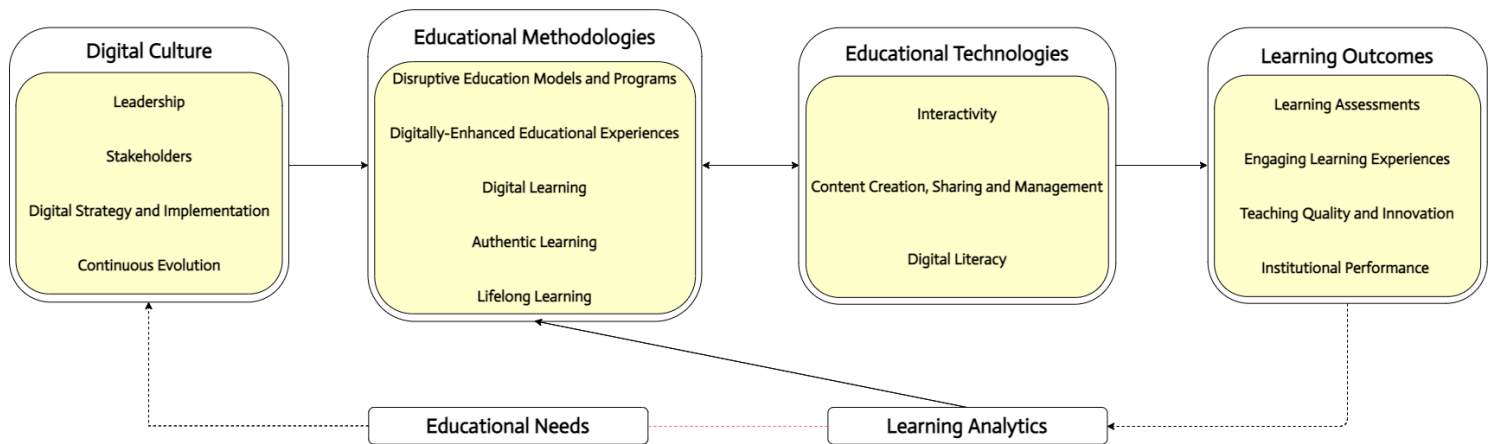 Digital Culture
Leadership
Stakeholders
Digital Strategy and Implementation
Continuous Evolution
Educational Methodologies
Disruptive Education Models and Programs
Digitally-Enhanced Educational Experiences
Digital Learning
Authentic Learning
Lifelong Learning
Educational Technologies
Interactivity
Content Creation, Sharing and Management
Digital Literacy
Learning Outcomes
Learning Assessments
Engaging Learning Experiences
Teaching Quality and Innovation
Institutional Performance
Educational Needs
Learning Analytics